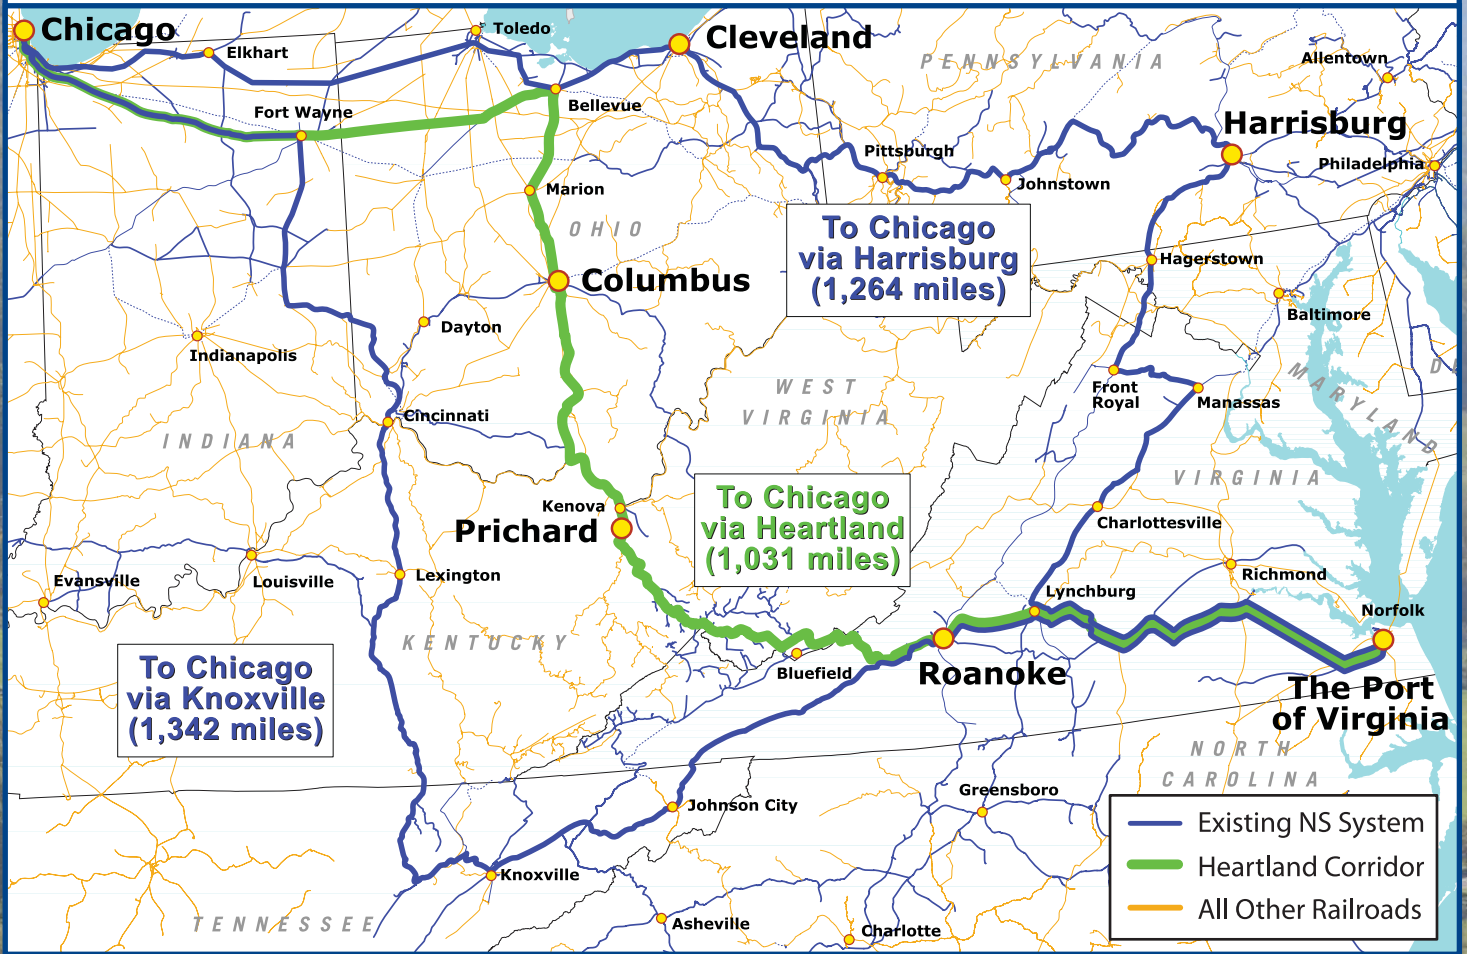 Chicago
Toledo
Cleveland
Elkhart
PENNSYLVANIA
Allentown
Fort Wayne
Bellevue
Harrisburg
Pittsburgh
Philadelphia
Marion
Johnstown
OHIO
To Chicago
via Harrisburg
(1,264 miles)
Hagerstown
Columbus
Baltimore
Dayton
Indianapolis
WEST
VIRGINIA
Front
Royal
Manassas
MARYLAND
D
Cincinnati
INDIANA
VIRGINIA
To Chicago
via Heartland
(1,031 miles)
Kenova
Prichard
Charlottesville
Evansville
Louisville
Lexington
Richmond
Lynchburg
Norfolk
KENTUCKY
To Chicago
via Knoxville
(1,342 miles)
Bluefield
Roanoke
The Port
of Virginia
NORTH
CAROLINA
Johnson City
Greensboro
Knoxville
TENNESSEE
Asheville
Charlotte
Existing NS System
Heartland Corridor
All Other Railroads